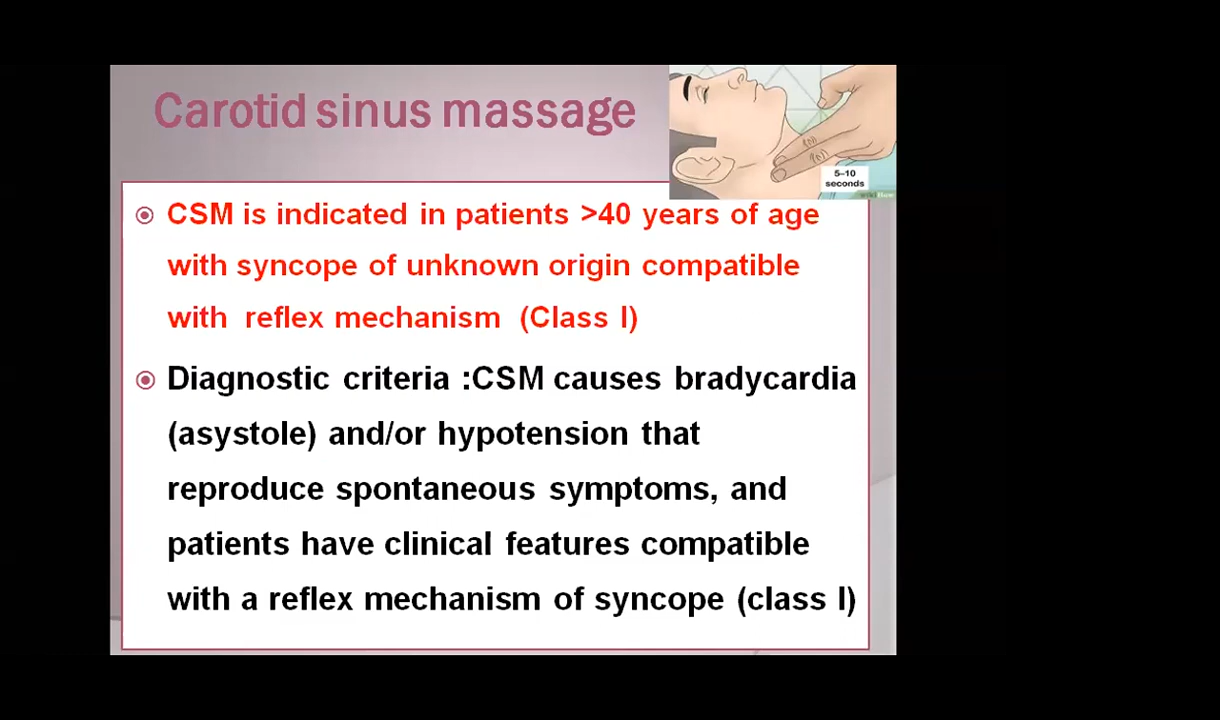 Carotid sinus massage
5–10
seconds
wikiHow
CSM is indicated in patients >40 years of age
with syncope of unknown origin compatible
with reflex mechanism (Class I)
Diagnostic criteria :CSM causes bradycardia
(asystole) and/or hypotension that
reproduce spontaneous symptoms, and
patients have clinical features compatible
with a reflex mechanism of syncope (class I)